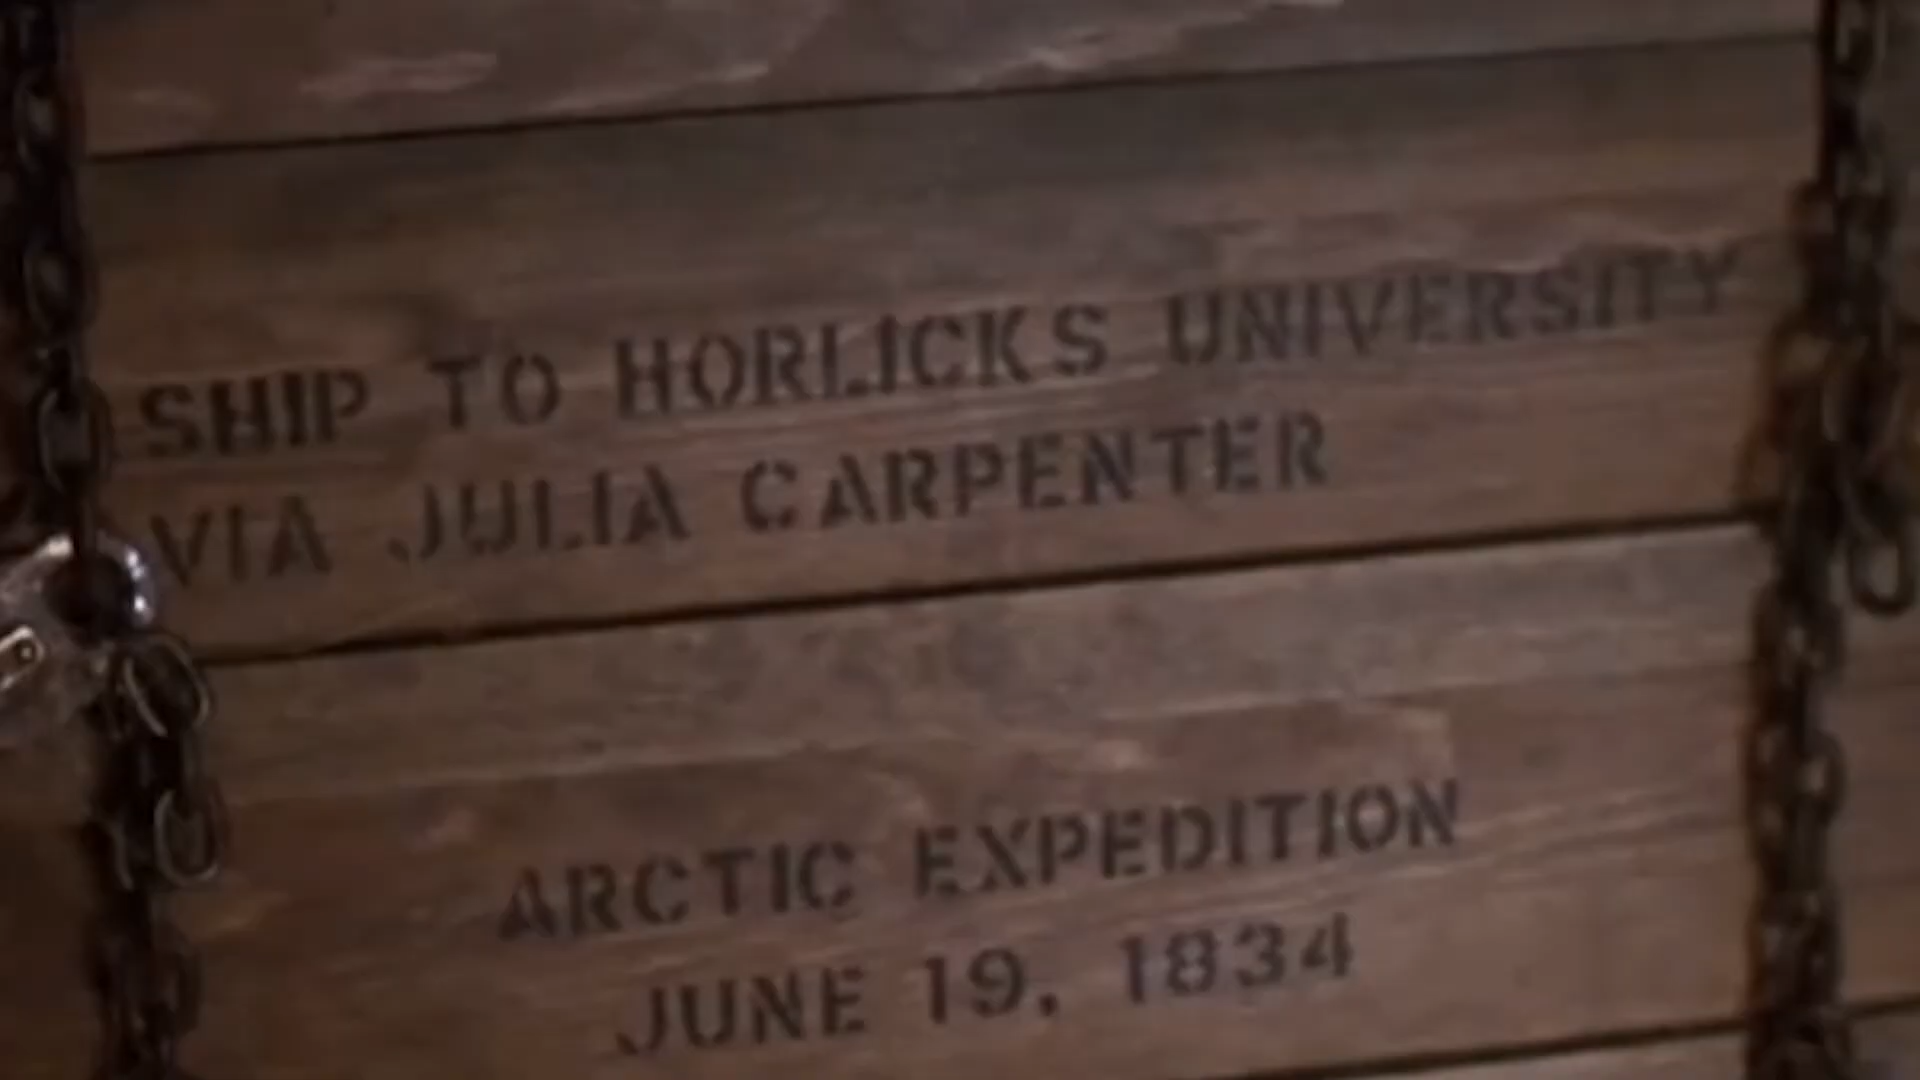 SHIP TO HORLICKS UNIVERSITY
VIA JULIA CARPENTER
ARCTIC EXPEDITION
JUNE 19, 1834